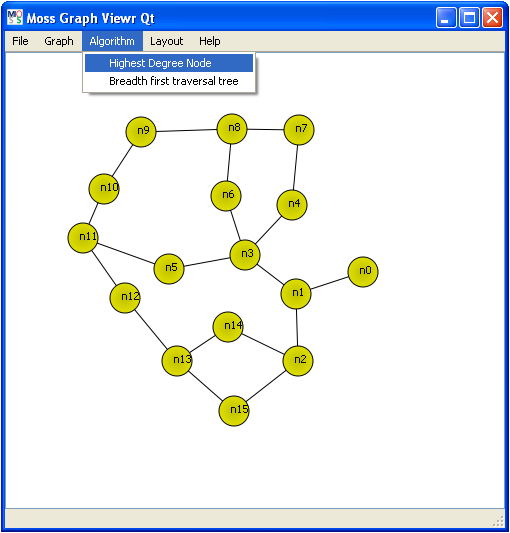 Moss Graph Viewr Qt
File Graph Algorithm Layout Help
Highest Degree Node
Breadth first traversal tree
n9 n8 n7
n10 n6 n4
n11 n5 n3 n0
n12 n1
n14
n13 n2
n15